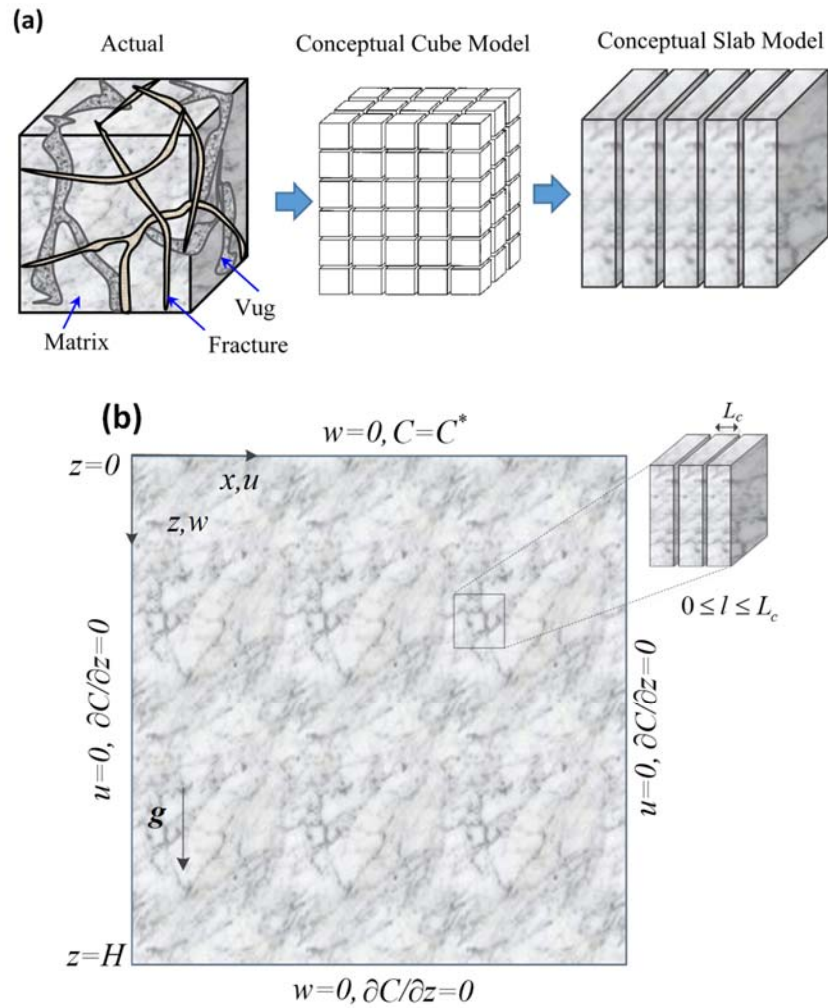 (a)
Actual
Conceptual Cube Model
Conceptual Slab Model
Vug
Matrix
Fracture
(b)
w=0, C=C*
L_c
z=0
x,u
z,w
0 ≤ l ≤ L_c
u=0, ∂C/∂z=0
u=0, ∂C/∂z=0
g
z=H
w=0, ∂C/∂z=0